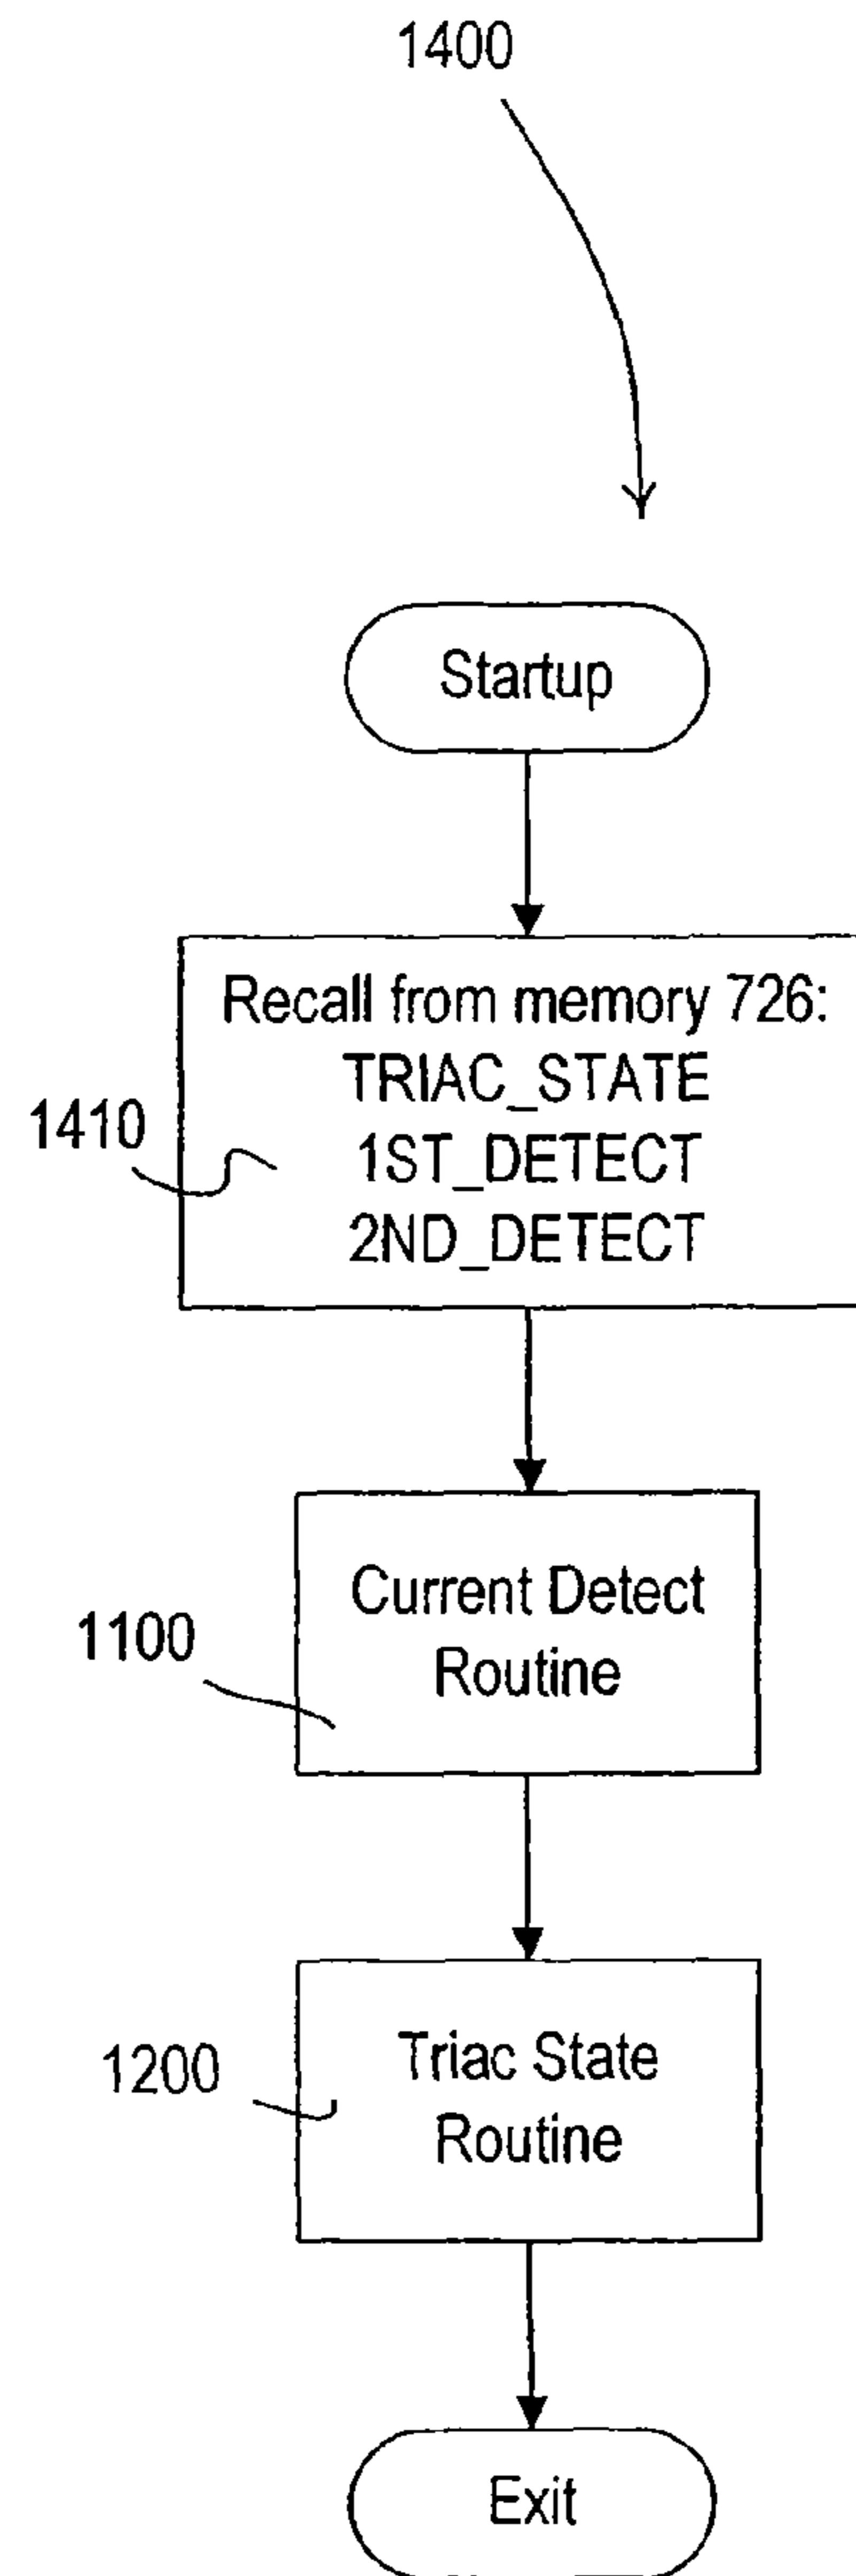 1400
Startup
Recall from memory 726:
TRIAC_STATE
1ST_DETECT
2ND_DETECT
1410
Current Detect
Routine
1100
Triac State
Routine
1200
Exit